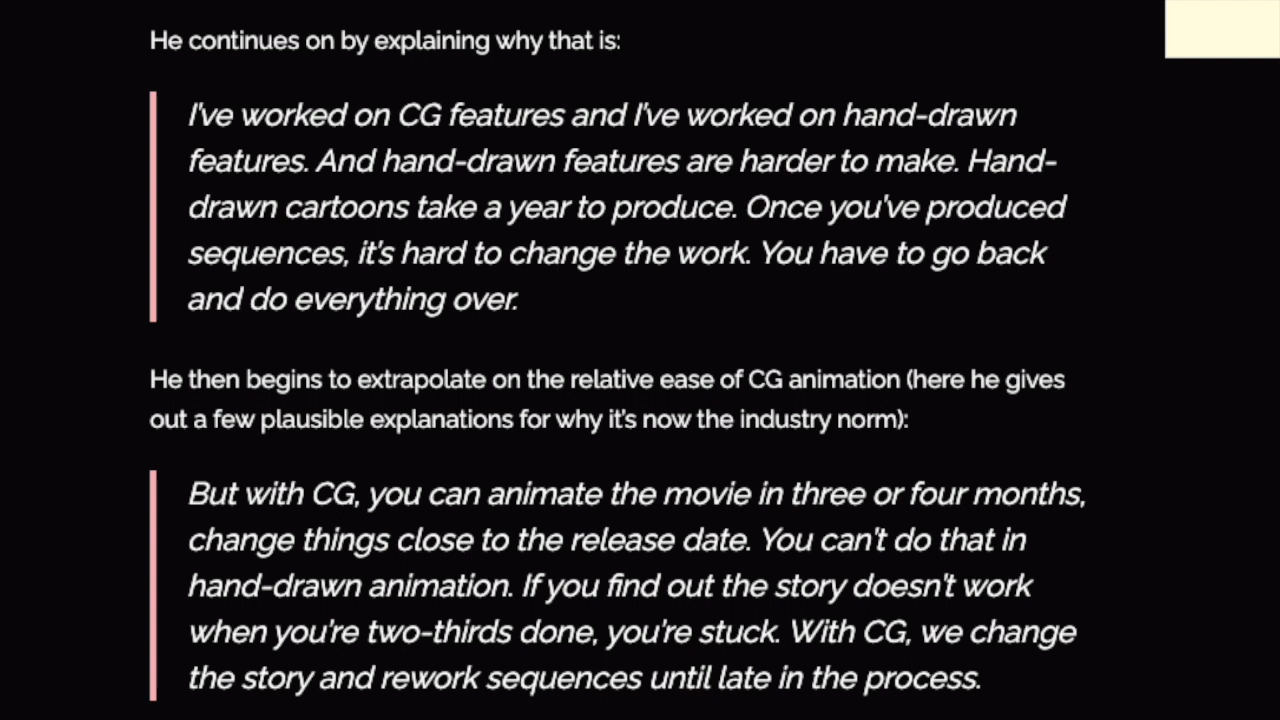 He continues on by explaining why that is:
I've worked on CG features and I've worked on hand-drawn
features. And hand-drawn features are harder to make. Hand-
drawn cartoons take a year to produce. Once you've produced
sequences, it's hard to change the work. You have to go back
and do everything over.
He then begins to extrapolate on the relative ease of CG animation (here he gives
out a few plausible explanations for why it's now the industry norm):
But with CG, you can animate the movie in three or four months,
change things close to the release date. You can't do that in
hand-drawn animation. If you find out the story doesn't work
when you're two-thirds done, you're stuck. With CG, we change
the story and rework sequences until late in the process.